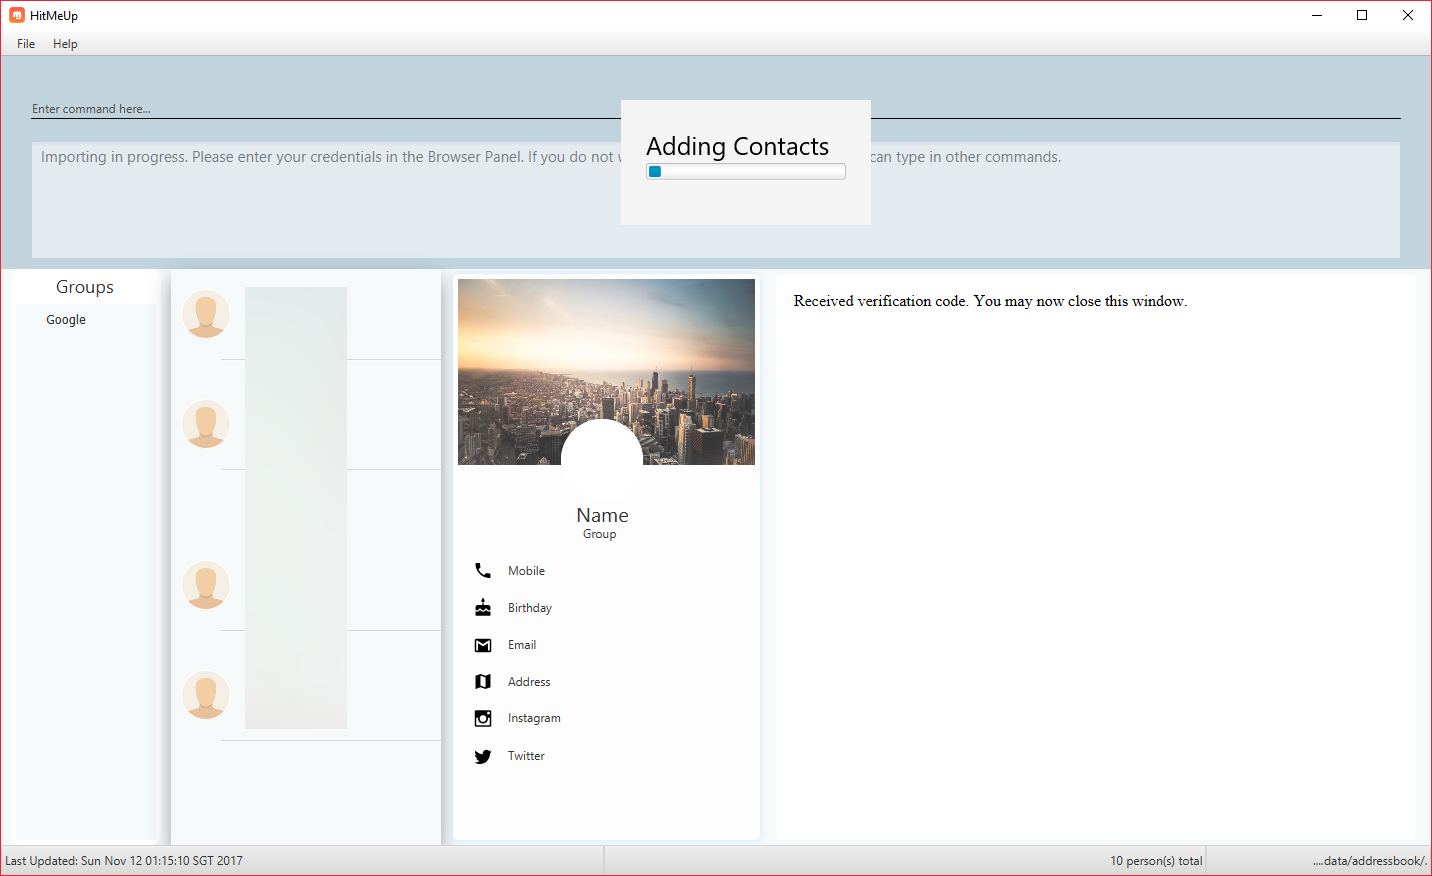 HitMeUp
File Help
Enter command here...
Adding Contacts
Importing in progress. Please enter your credentials in the Browser Panel. If you do not can type in other commands.
Groups
Google
Received verification code. You may now close this window.
Name
Group
Mobile
Birthday
Email
Address
Instagram
Twitter
Last Updated: Sun Nov 12 01:15:10 SGT 2017
10 person(s) total
....data/addressbook/.